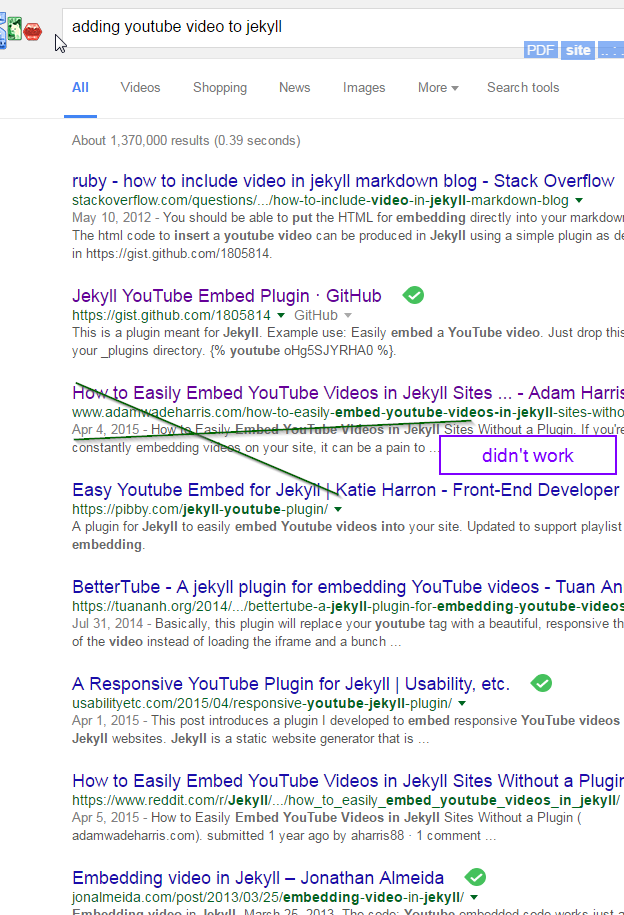 adding youtube video to jekyll
PDF site
All Videos Shopping News Images More Search tools
About 1,370,000 results (0.39 seconds)
ruby - how to include video in jekyll markdown blog - Stack Overflow
stackoverflow.com/questions/.../how-to-include-video-in-jekyll-markdown-blog
May 10, 2012 - You should be able to put the HTML for embedding directly into your markdown
The html code to insert a youtube video can be produced in Jekyll using a simple plugin as de
in https://gist.github.com/1805814.
Jekyll YouTube Embed Plugin · GitHub
https://gist.github.com/1805814 GitHub
This is a plugin meant for Jekyll. Example use: Easily embed a YouTube video. Just drop this
your _plugins directory. {% youtube oHg5SJYRHA0 %}.
How to Easily Embed YouTube Videos in Jekyll Sites ... - Adam Harris
www.adamwadeharris.com/how-to-easily-embed-youtube-videos-in-jekyll-sites-witho
Apr 4, 2015 - How to Easily Embed YouTube Videos in Jekyll Sites Without a Plugin. If you're
constantly embedding videos on your site, it can be a pain to ...
didn't work
Easy Youtube Embed for Jekyll | Katie Harron - Front-End Developer
https://pibby.com/jekyll-youtube-plugin/
A plugin for Jekyll to easily embed Youtube videos into your site. Updated to support playlist
embedding.
BetterTube - A jekyll plugin for embedding YouTube videos - Tuan An
https://tuananh.org/2014/.../bettertube-a-jekyll-plugin-for-embedding-youtube-videos
Jul 31, 2014 - Basically, this plugin will replace your youtube tag with a beautiful, responsive th
of the video instead of loading the iframe and a bunch ...
A Responsive YouTube Plugin for Jekyll | Usability, etc.
usabilityetc.com/2015/04/responsive-youtube-jekyll-plugin/
Apr 1, 2015 - This post introduces a plugin I developed to embed responsive YouTube videos
Jekyll websites. Jekyll is a static website generator that is ...
How to Easily Embed YouTube Videos in Jekyll Sites Without a Plugin
https://www.reddit.com/r/Jekyll/.../how_to_easily_embed_youtube_videos_in_jekyll/
Apr 5, 2015 - How to Easily Embed YouTube Videos in Jekyll Sites Without a Plugin (
adamwadeharris.com). submitted 1 year ago by aharris88 · 1 comment ...
Embedding video in Jekyll – Jonathan Almeida
jonalmeida.com/post/2013/03/25/embedding-video-in-jekyll/
Embedding video in Jekyll. March 25, 2013. The code: Youtube embedded code works just a